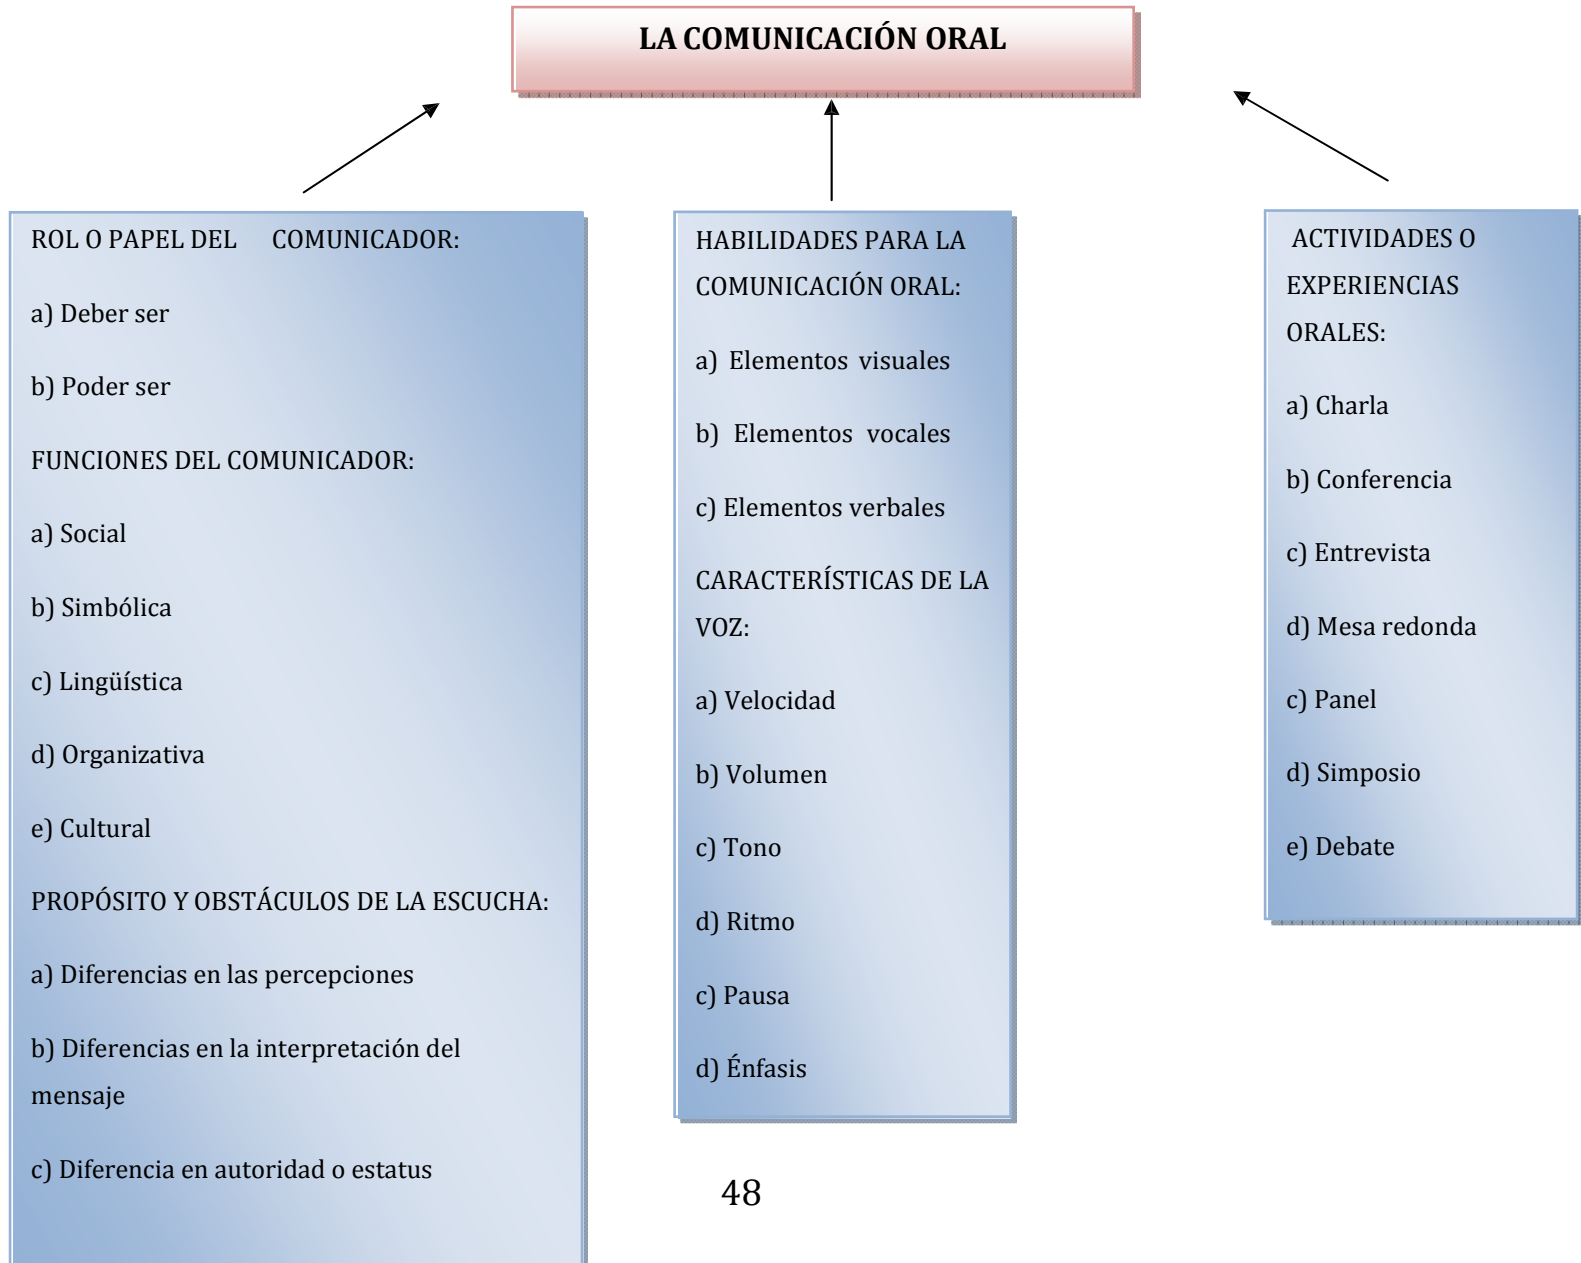 LA COMUNICACIÓN ORAL
ROL O PAPEL DEL COMUNICADOR:
a) Deber ser
b) Poder ser
FUNCIONES DEL COMUNICADOR:
a) Social
b) Simbólica
c) Lingüística
d) Organizativa
e) Cultural
PROPÓSITO Y OBSTÁCULOS DE LA ESCUCHA:
a) Diferencias en las percepciones
b) Diferencias en la interpretación del
mensaje
c) Diferencia en autoridad o estatus
HABILIDADES PARA LA
COMUNICACIÓN ORAL:
a) Elementos visuales
b) Elementos vocales
c) Elementos verbales
CARACTERÍSTICAS DE LA
VOZ:
a) Velocidad
b) Volumen
c) Tono
d) Ritmo
c) Pausa
d) Énfasis
ACTIVIDADES O
EXPERIENCIAS
ORALES:
a) Charla
b) Conferencia
c) Entrevista
d) Mesa redonda
c) Panel
d) Simposio
e) Debate
48